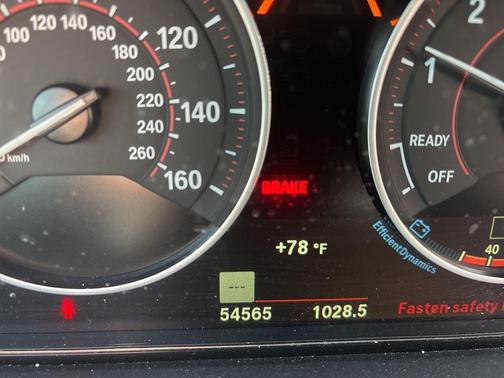 120 140 160
100 120 160 180 200 220 240 260
km/h
2
1
READY
OFF
BRAKE
+78 °F
EfficientDynamics
40
---
54565 1028.5
Fasten safety